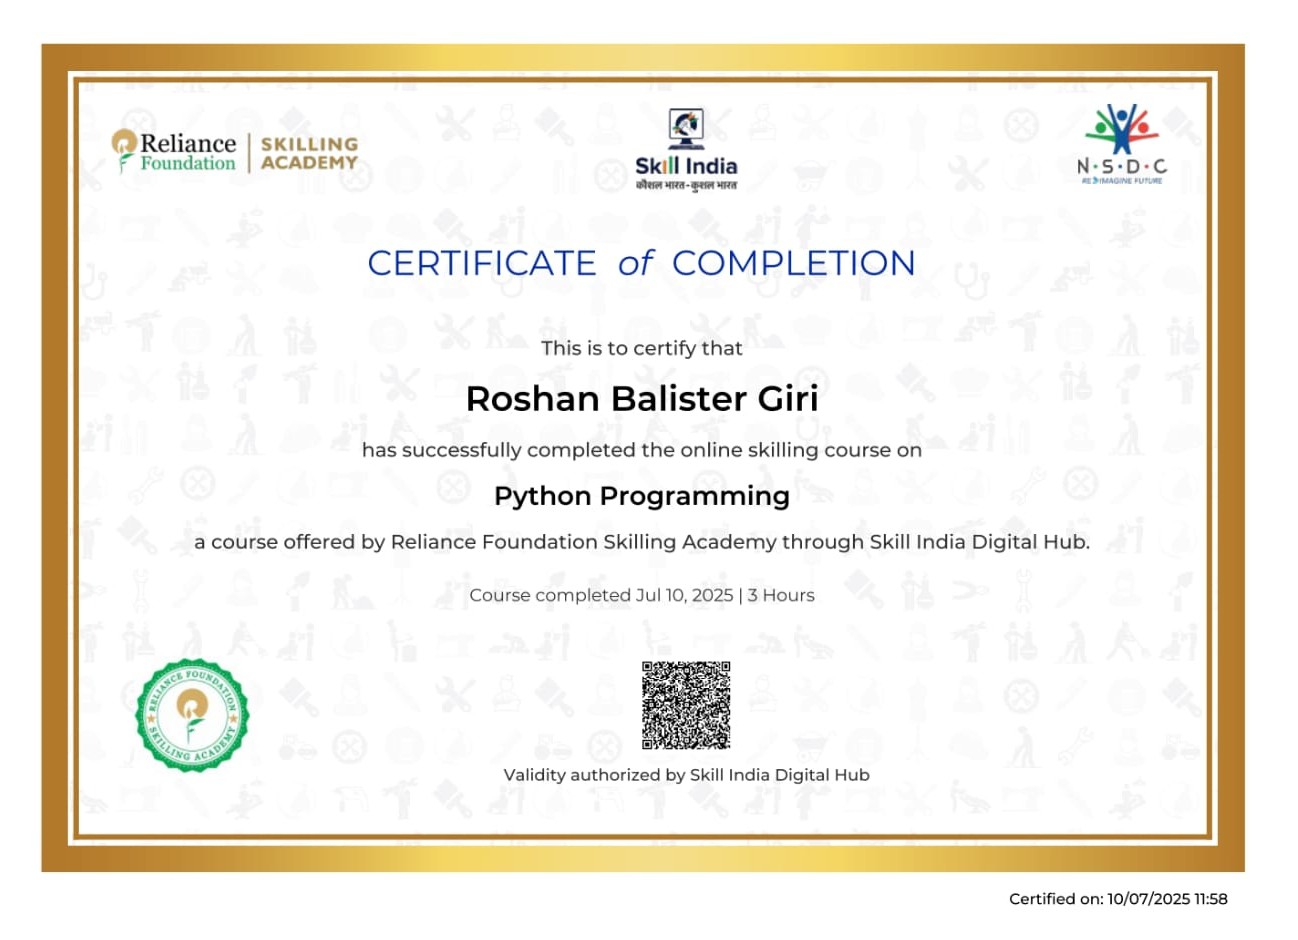 Reliance Foundation
SKILLING ACADEMY
Skill India
कौशल भारत-कुशल भारत
N·S·D·C
RE IMAGINE FUTURE
CERTIFICATE of COMPLETION
This is to certify that
Roshan Balister Giri
has successfully completed the online skilling course on
Python Programming
a course offered by Reliance Foundation Skilling Academy through Skill India Digital Hub.
Course completed Jul 10, 2025 | 3 Hours
RELIANCE FOUNDATION
SKILLING ACADEMY
Validity authorized by Skill India Digital Hub
Certified on: 10/07/2025 11:58